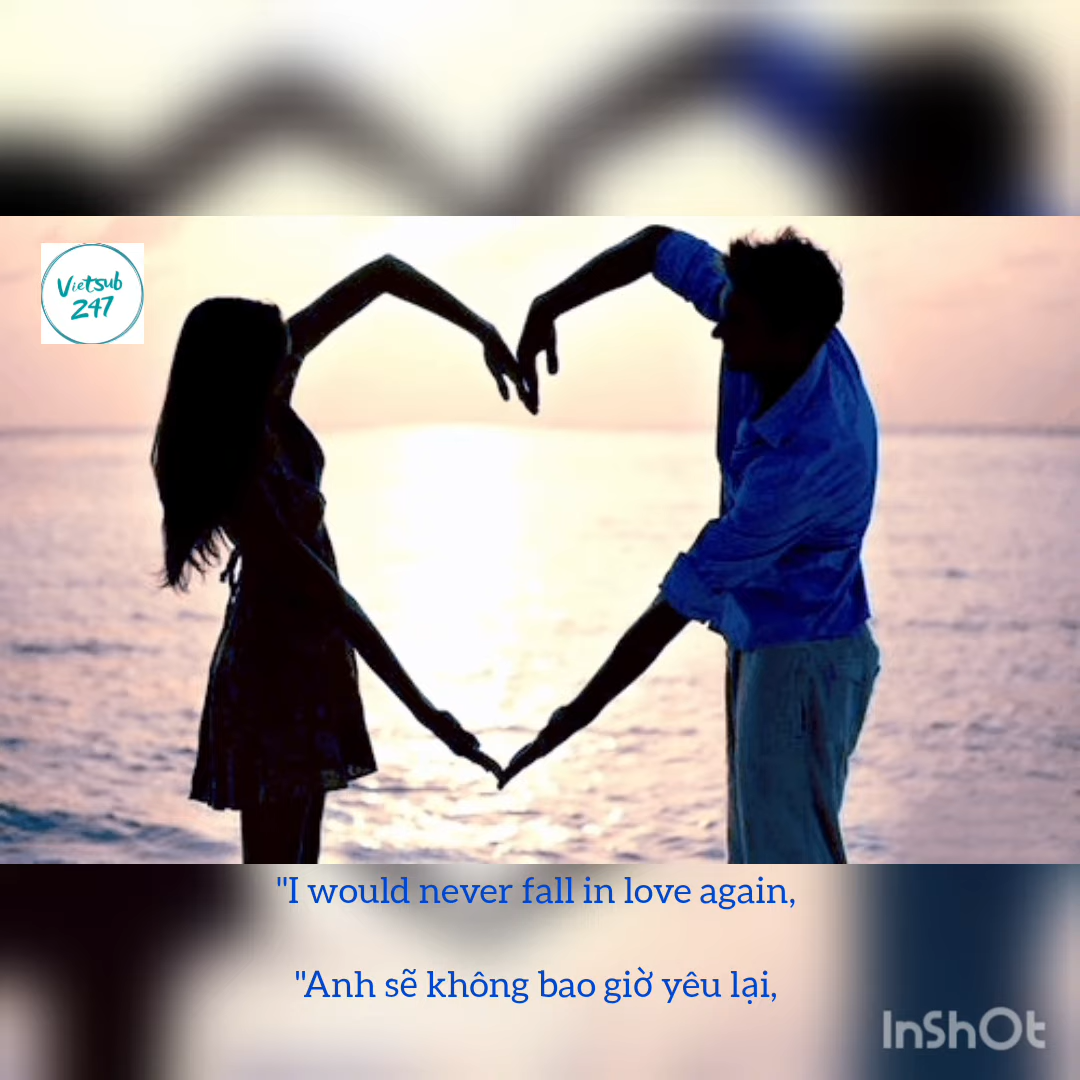 Vietsub
247
"I would never fall in love again,
"Anh sẽ không bao giờ yêu lại,
InShOt